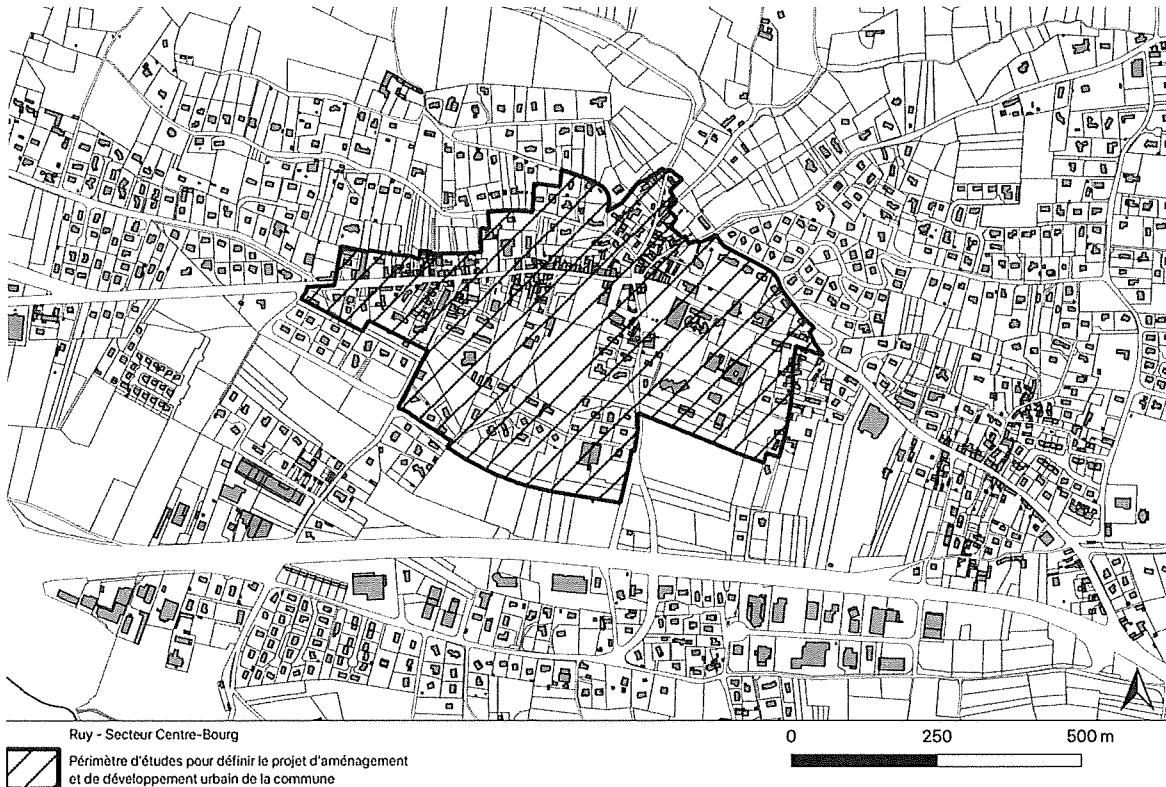 Ruy - Secteur Centre-Bourg
Périmètre d'études pour définir le projet d'aménagement
et de développement urbain de la commune
0 250 500 m